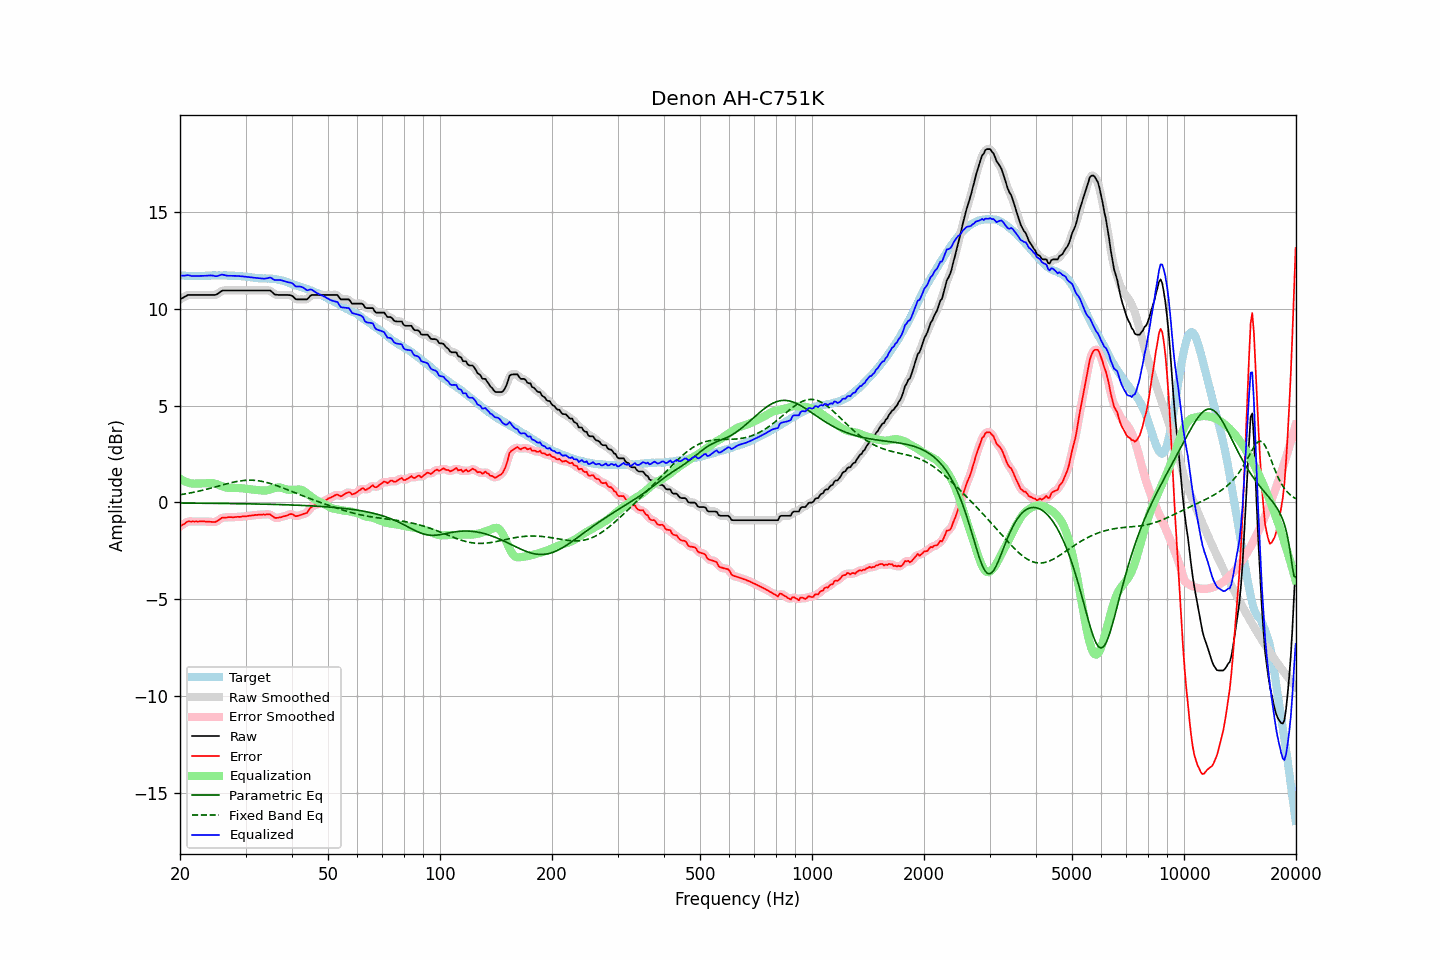 Denon AH-C751K
Amplitude (dBr)
15
10
5
0
−5
−10
−15
Target
Raw Smoothed
Error Smoothed
Raw
Error
Equalization
Parametric Eq
Fixed Band Eq
Equalized
20 50 100 200 500 1000 2000 5000 10000 20000
Frequency (Hz)